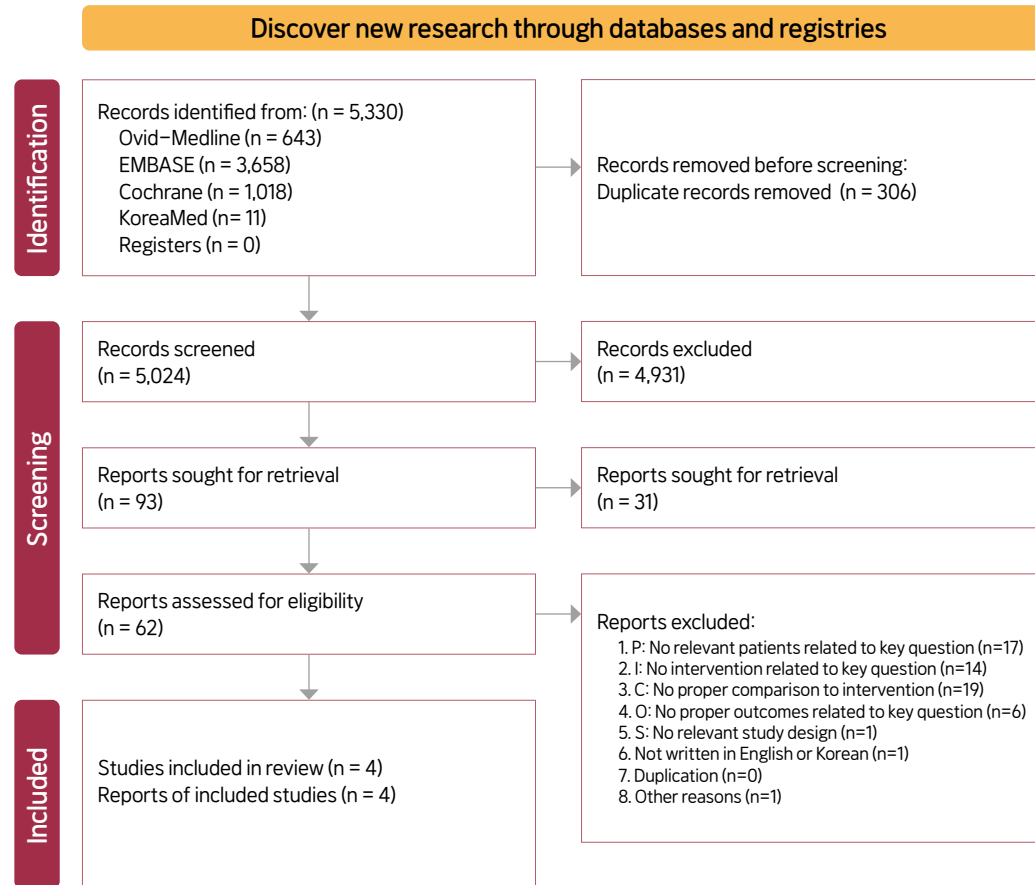 Discover new research through databases and registries
Identification
Records identified from: (n = 5,330)
Ovid-Medline (n = 643)
EMBASE (n = 3,658)
Cochrane (n = 1,018)
KoreaMed (n= 11)
Registers (n = 0)
Records removed before screening:
Duplicate records removed (n = 306)
Screening
Records screened
(n = 5,024)
Records excluded
(n = 4,931)
Reports sought for retrieval
(n = 93)
Reports sought for retrieval
(n = 31)
Reports assessed for eligibility
(n = 62)
Reports excluded:
1. P: No relevant patients related to key question (n=17)
2. I: No intervention related to key question (n=14)
3. C: No proper comparison to intervention (n=19)
4. O: No proper outcomes related to key question (n=6)
5. S: No relevant study design (n=1)
6. Not written in English or Korean (n=1)
7. Duplication (n=0)
8. Other reasons (n=1)
Included
Studies included in review (n = 4)
Reports of included studies (n = 4)